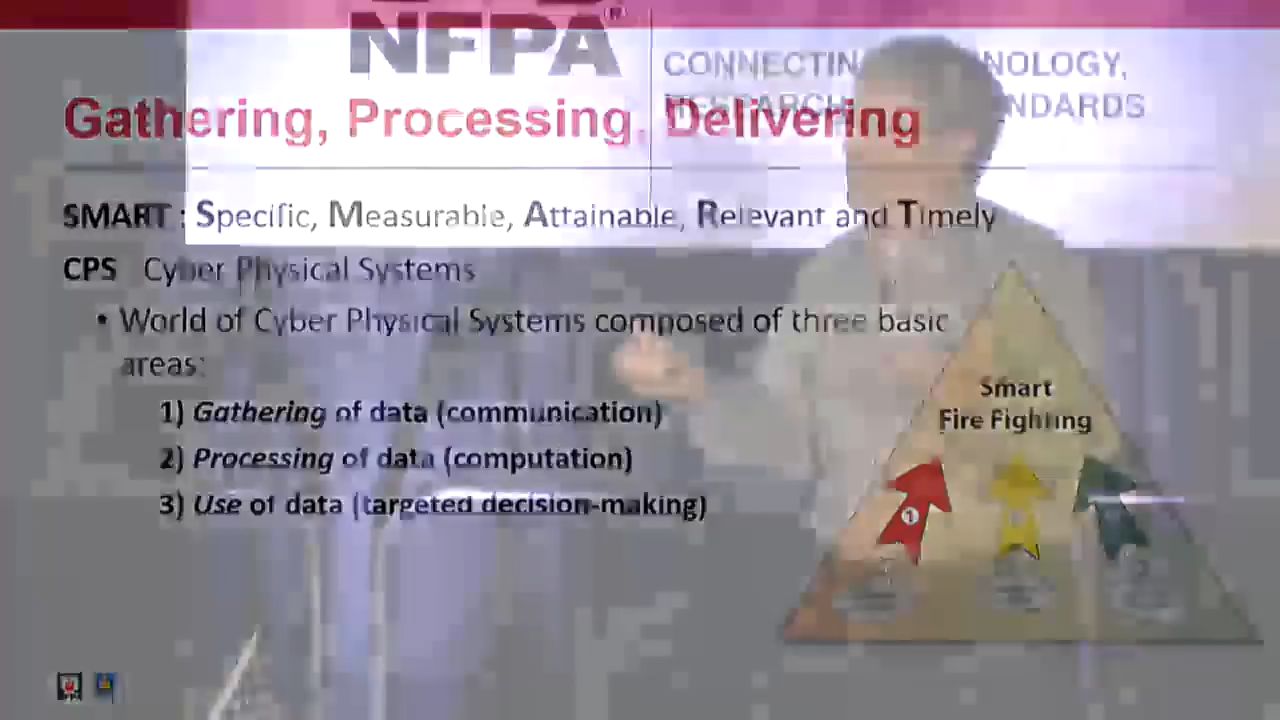 NFPA®
CONNECTIN NOLOGY,
RESEARCH NDARDS
Gathering, Processing, Delivering
SMART : Specific, Measurable, Attainable, Relevant and Timely
CPS Cyber Physical Systems
• World of Cyber Physical Systems composed of three basic
areas:
1) Gathering of data (communication)
2) Processing of data (computation)
3) Use of data (targeted decision-making)
Smart
Fire Fighting
1